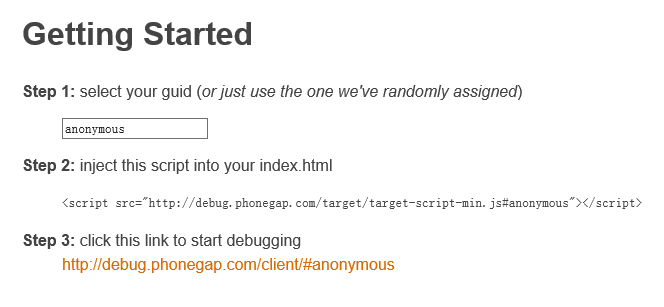 Getting Started
Step 1: select your guid (or just use the one we've randomly assigned)
anonymous
Step 2: inject this script into your index.html
<script src="http://debug.phonegap.com/target/target-script-min.js#anonymous"></script>
Step 3: click this link to start debugging
http://debug.phonegap.com/client/#anonymous